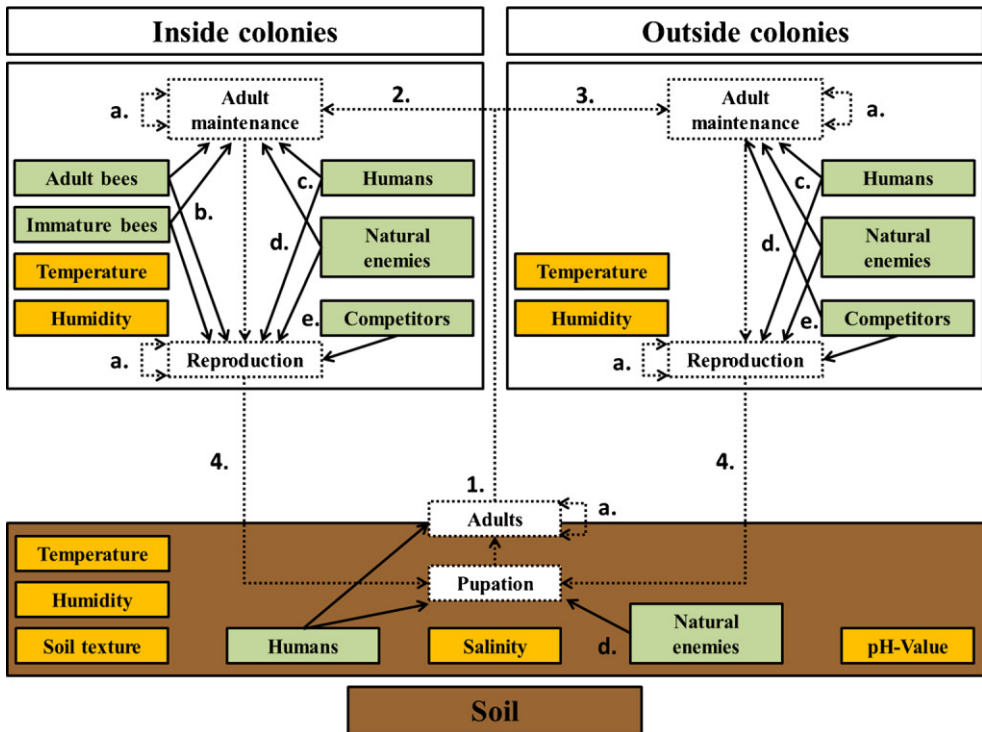 Inside colonies
Outside colonies
Adult
maintenance
a.
2.
3.
Adult
maintenance
a.
Adult bees
Immature bees
Temperature
Humidity
b.
c.
d.
e.
Humans
Natural
enemies
Competitors
a.
Reproduction
Temperature
Humidity
c.
d.
e.
Humans
Natural
enemies
Competitors
a.
Reproduction
4.
4.
1.
Adults
a.
Temperature
Humidity
Soil texture
Pupation
Humans
Salinity
d.
Natural
enemies
pH-Value
Soil